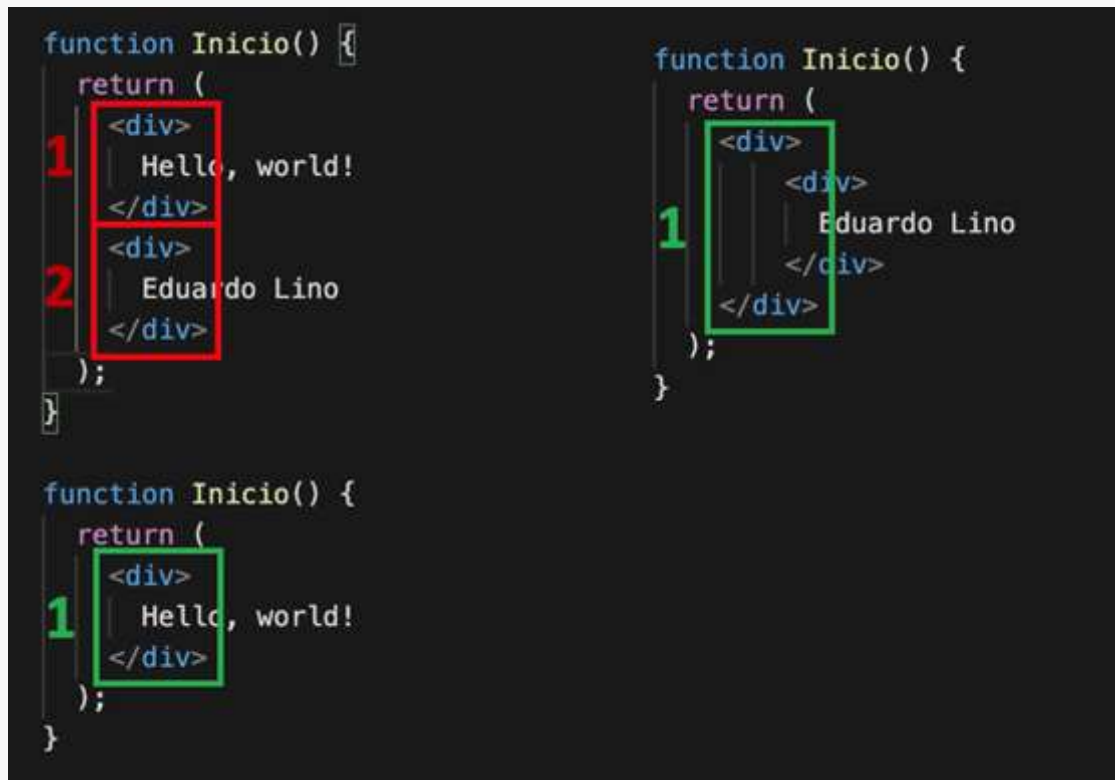 function Inicio() {
return (
<div>
Hello, world!
</div>
<div>
Eduardo Lino
</div>
);
}
1
2
function Inicio() {
return (
<div>
<div>
Eduardo Lino
</div>
</div>
);
}
1
function Inicio() {
return (
<div>
Hello, world!
</div>
);
}
1